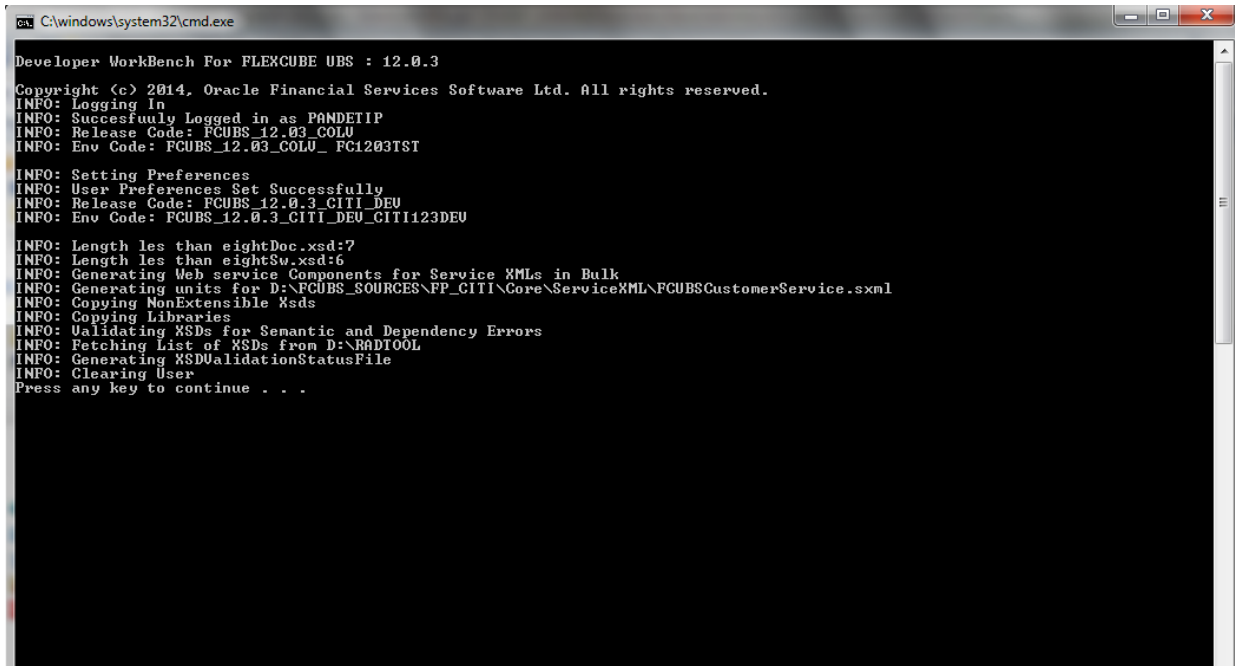 C:\windows\system32\cmd.exe
Developer WorkBench For FLEXCUBE UBS : 12.0.3
Copyright (c) 2014, Oracle Financial Services Software Ltd. All rights reserved.
INFO: Logging In
INFO: Succesfuuly Logged in as PANDETIP
INFO: Release Code: FCUBS_12.03_COLV
INFO: Env Code: FCUBS_12.03_COLV_ FC1203TST
INFO: Setting Preferences
INFO: User Preferences Set Successfully
INFO: Release Code: FCUBS_12.0.3_CITI_DEV
INFO: Env Code: FCUBS_12.0.3_CITI_DEV_CITI123DEV
INFO: Length les than eightDoc.xsd:7
INFO: Length les than eightSw.xsd:6
INFO: Generating Web service Components for Service XMLs in Bulk
INFO: Generating units for D:\FCUBS_SOURCES\FP_CITI\Core\ServiceXML\FCUBSCustomerService.sxml
INFO: Copying NonExtensible Xsds
INFO: Copying Libraries
INFO: Validating XSDs for Semantic and Dependency Errors
INFO: Fetching List of XSDs from D:\RADTOOL
INFO: Generating XSDValidationStatusFile
INFO: Clearing User
Press any key to continue . . .